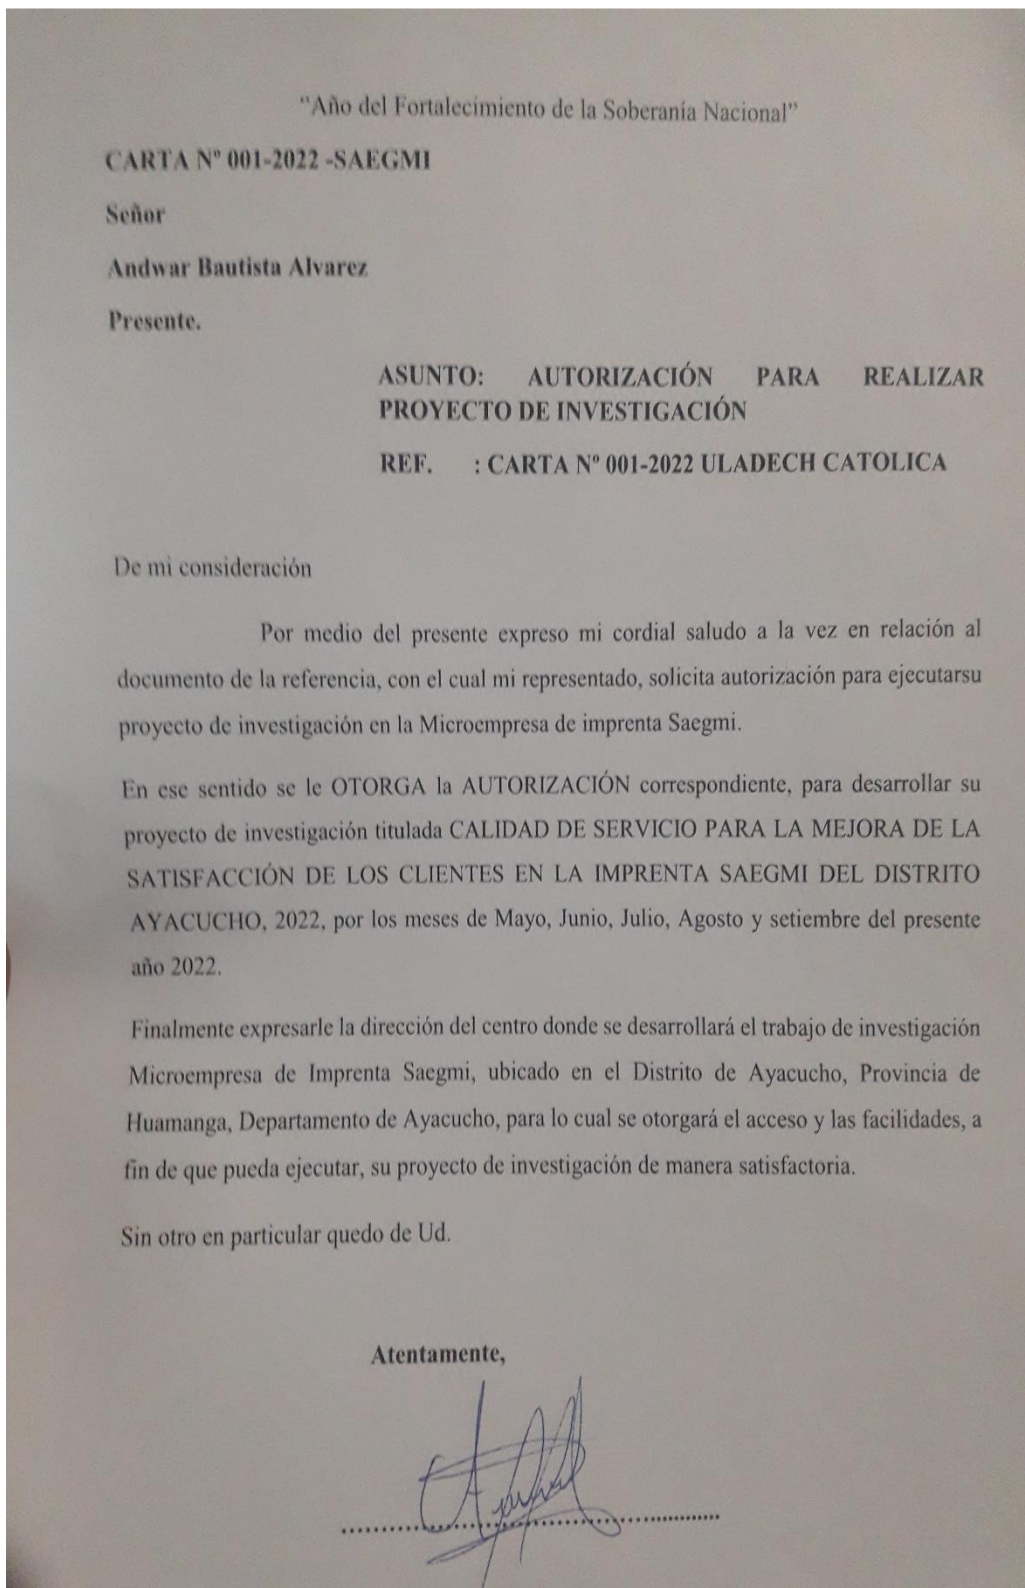 “Año del Fortalecimiento de la Soberanía Nacional”
CARTA Nº 001-2022 -SAEGMI
Señor
Andwar Bautista Alvarez
Presente.
ASUNTO: AUTORIZACIÓN PARA REALIZAR
PROYECTO DE INVESTIGACIÓN
REF. : CARTA Nº 001-2022 ULADECH CATOLICA
De mi consideración
Por medio del presente expreso mi cordial saludo a la vez en relación al
documento de la referencia, con el cual mi representado, solicita autorización para ejecutarsu
proyecto de investigación en la Microempresa de imprenta Saegmi.
En ese sentido se le OTORGA la AUTORIZACIÓN correspondiente, para desarrollar su
proyecto de investigación titulada CALIDAD DE SERVICIO PARA LA MEJORA DE LA
SATISFACCIÓN DE LOS CLIENTES EN LA IMPRENTA SAEGMI DEL DISTRITO
AYACUCHO, 2022, por los meses de Mayo, Junio, Julio, Agosto y setiembre del presente
año 2022.
Finalmente expresarle la dirección del centro donde se desarrollará el trabajo de investigación
Microempresa de Imprenta Saegmi, ubicado en el Distrito de Ayacucho, Provincia de
Huamanga, Departamento de Ayacucho, para lo cual se otorgará el acceso y las facilidades, a
fin de que pueda ejecutar, su proyecto de investigación de manera satisfactoria.
Sin otro en particular quedo de Ud.
Atentamente,